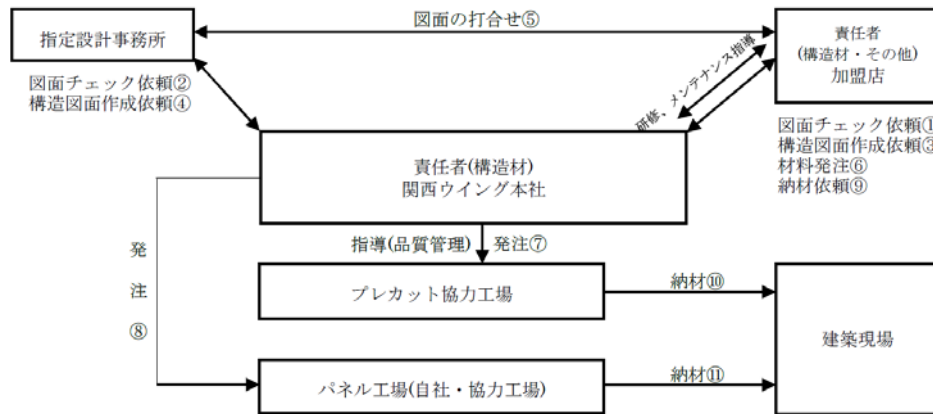 図面の打合せ⑤
指定設計事務所
責任者
(構造材・その他)
加盟店
研修、メンテナンス指導
図面チェック依頼②
構造図面作成依頼④
図面チェック依頼①
構造図面作成依頼③
材料発注⑥
納材依頼⑨
責任者(構造材)
関西ウイング本社
指導(品質管理)
発注⑦
発
注
⑧
プレカット協力工場
納材⑩
建築現場
パネル工場(自社・協力工場)
納材⑪